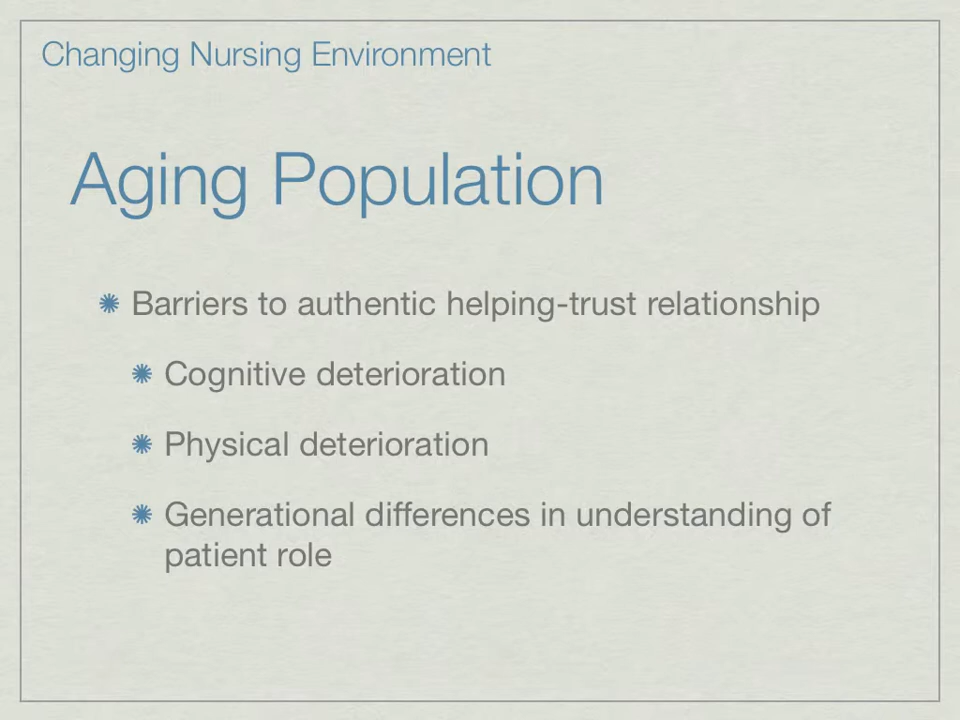 Changing Nursing Environment
Aging Population
Barriers to authentic helping-trust relationship
Cognitive deterioration
Physical deterioration
Generational differences in understanding of
patient role